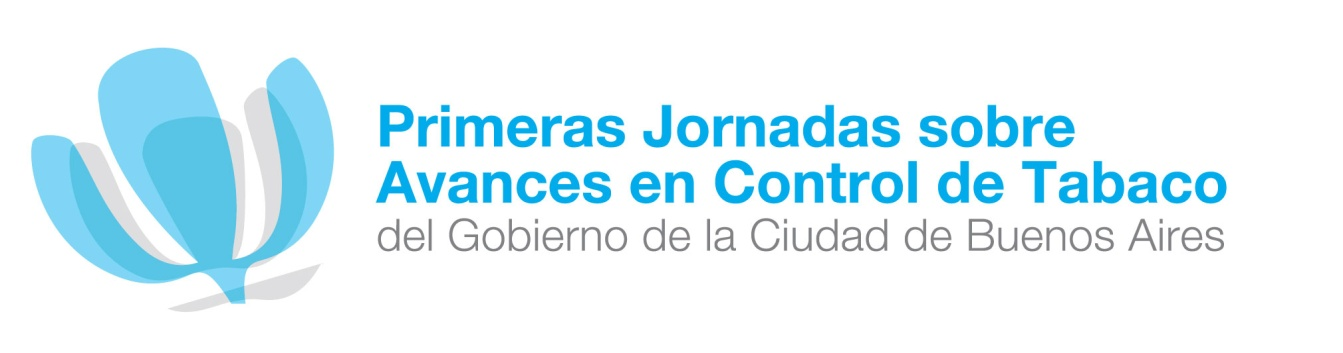 Primeras Jornadas sobre
Avances en Control de Tabaco
del Gobierno de la Ciudad de Buenos Aires